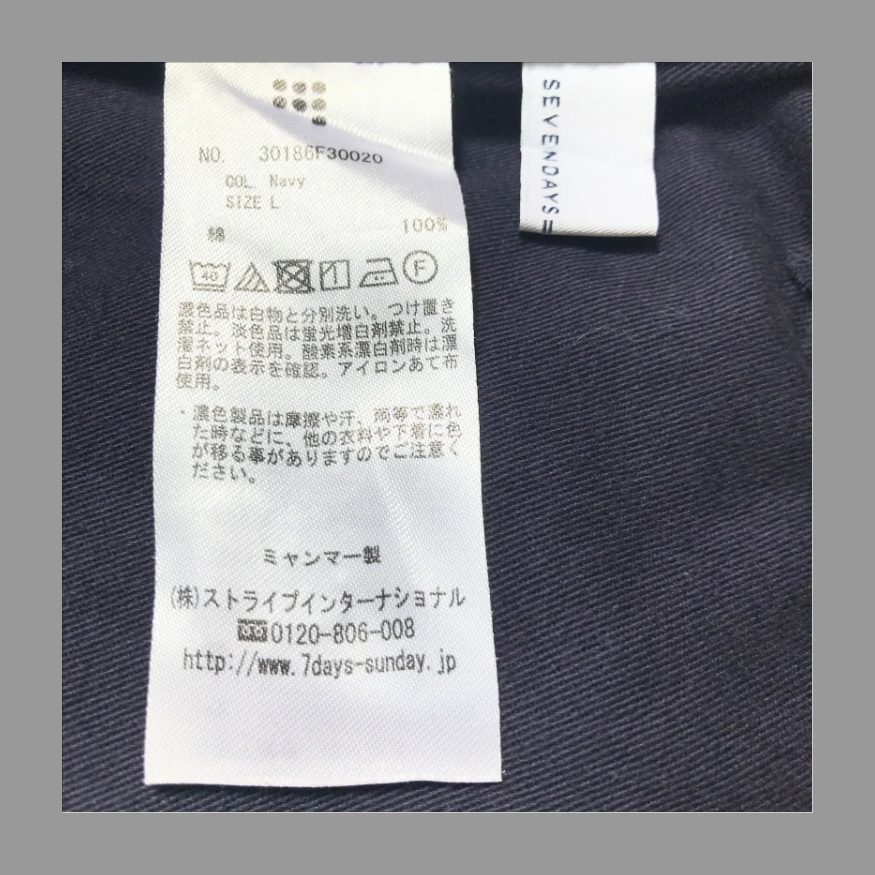 NO. 30186F30020
COL. Navy
SIZE L
綿 100%
40
F
濃色品は白物と分別洗い。つけ置き
禁止。淡色品は蛍光増白剤禁止。洗
濯ネット使用。酸素系漂白剤時は漂
白剤の表示を確認。アイロンあて布
使用。
・濃色製品は摩擦や汗、雨等で濡れ
た時などに、他の衣料や下着に色
が移る事がありますのでご注意く
ださい。
ミャンマー製
(株)ストライプインターナショナル
0120-806-008
http://www.7days-sunday.jp
SEVENDAYS=